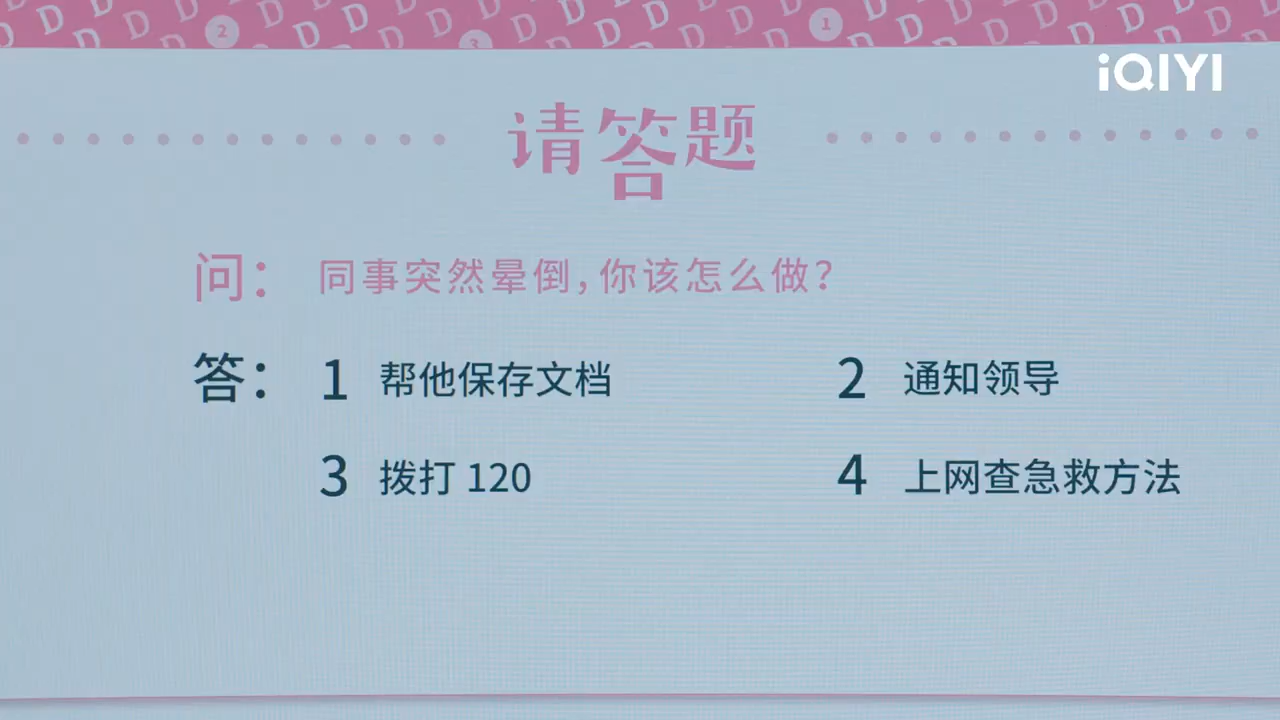 iQIYI
请答题
问：同事突然晕倒，你该怎么做？
答：1 帮他保存文档 2 通知领导
3 拨打 120 4 上网查急救方法